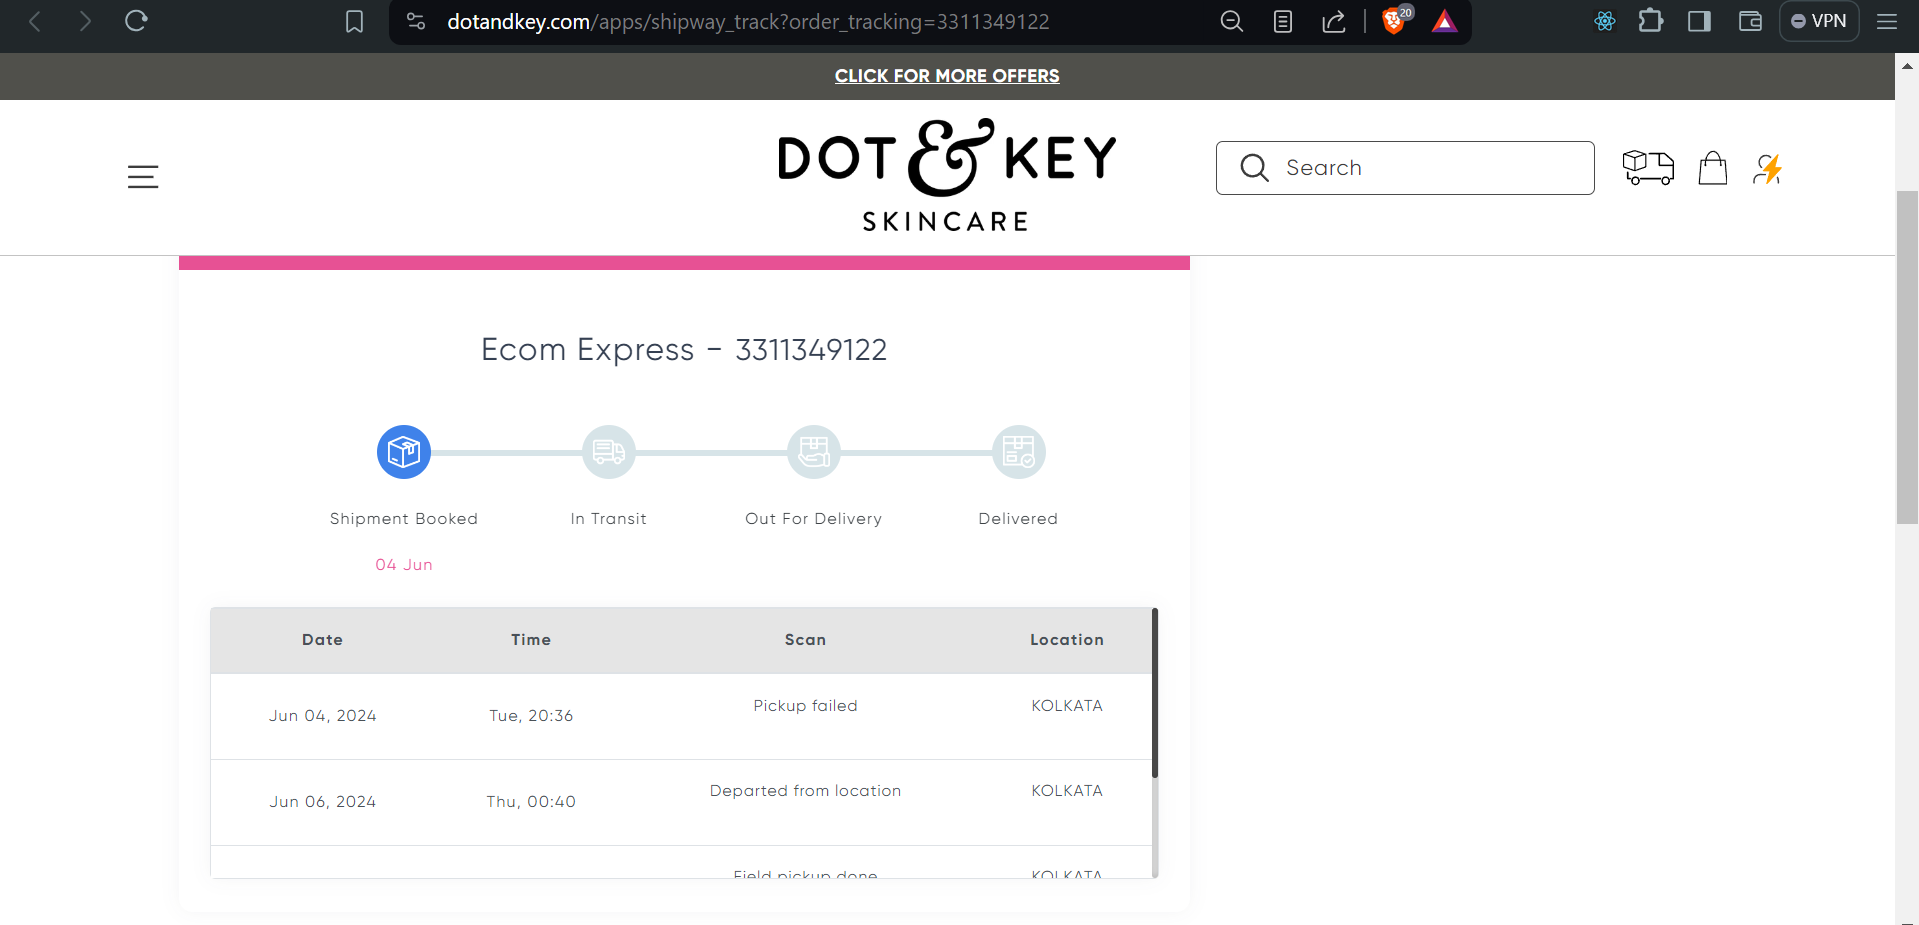 dotandkey.com/apps/shipway_track?order_tracking=3311349122
20
VPN
CLICK FOR MORE OFFERS
DOT & KEY
SKINCARE
Search
Ecom Express - 3311349122
Shipment Booked In Transit Out For Delivery Delivered
04 Jun
Date Time Scan Location
Jun 04, 2024 Tue, 20:36 Pickup failed KOLKATA
Jun 06, 2024 Thu, 00:40 Departed from location KOLKATA
Field pickup done KOLKATA